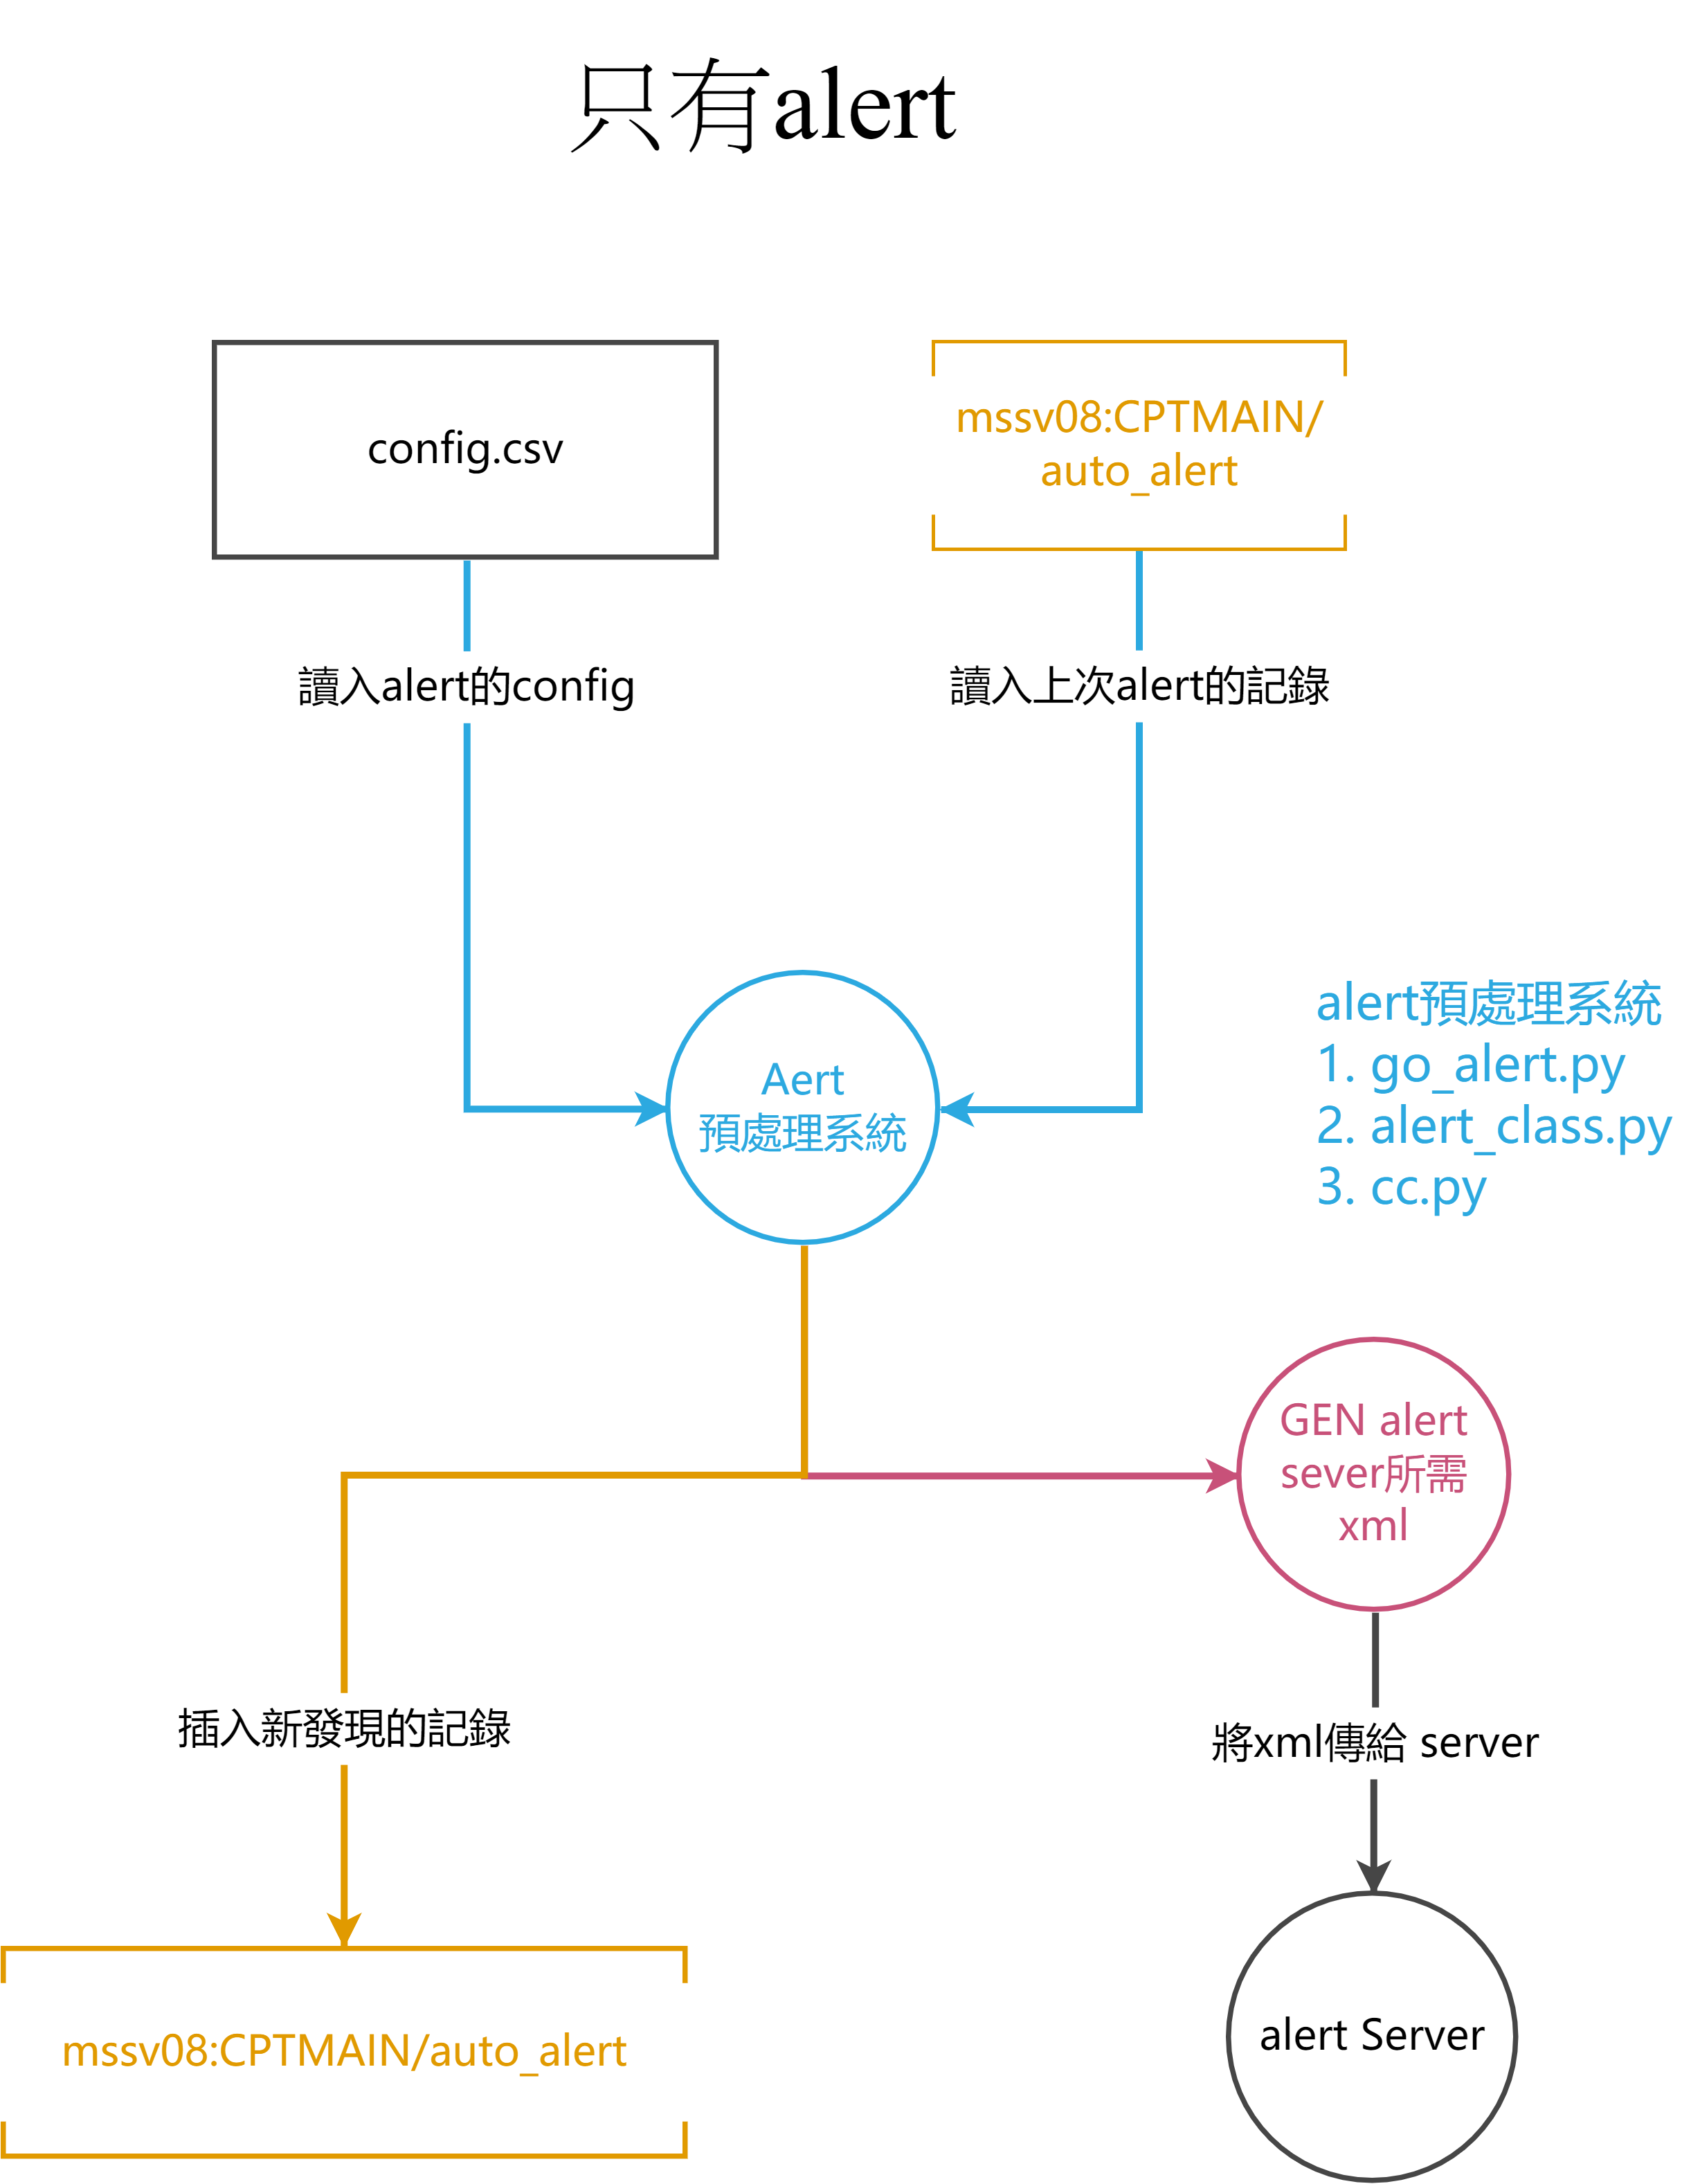 只有alert
config.csv
mssv08:CPTMAIN/
auto_alert
讀入alert的config
讀入上次alert的記錄
Aert
預處理系統
alert預處理系統
1. go_alert.py
2. alert_class.py
3. cc.py
GEN alert
sever所需
xml
插入新發現的記錄
將xml傳給 server
mssv08:CPTMAIN/auto_alert
alert Server